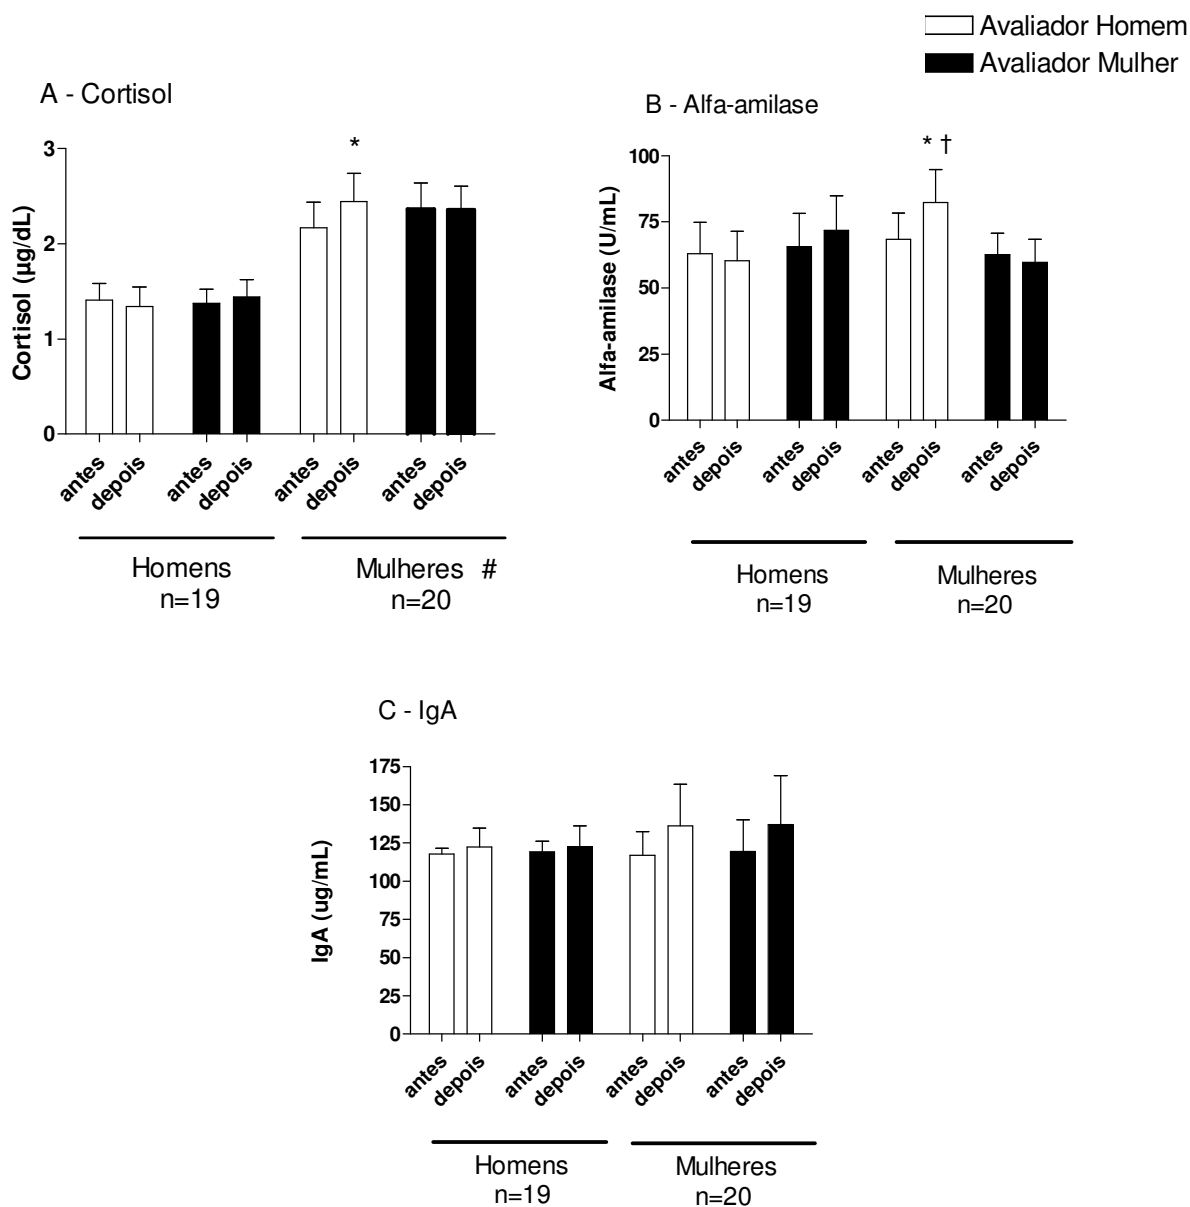 Avaliador Homem
Avaliador Mulher
A - Cortisol
3
2
1
0
Cortisol (µg/dL)
*
antes depois antes depois antes depois antes depois
Homens
n=19
Mulheres #
n=20
B - Alfa-amilase
100
75
50
25
0
Alfa-amilase (U/mL)
* †
antes depois antes depois antes depois antes depois
Homens
n=19
Mulheres
n=20
C - IgA
175
150
125
100
75
50
25
0
IgA (ug/mL)
antes depois antes depois antes depois antes depois
Homens
n=19
Mulheres
n=20